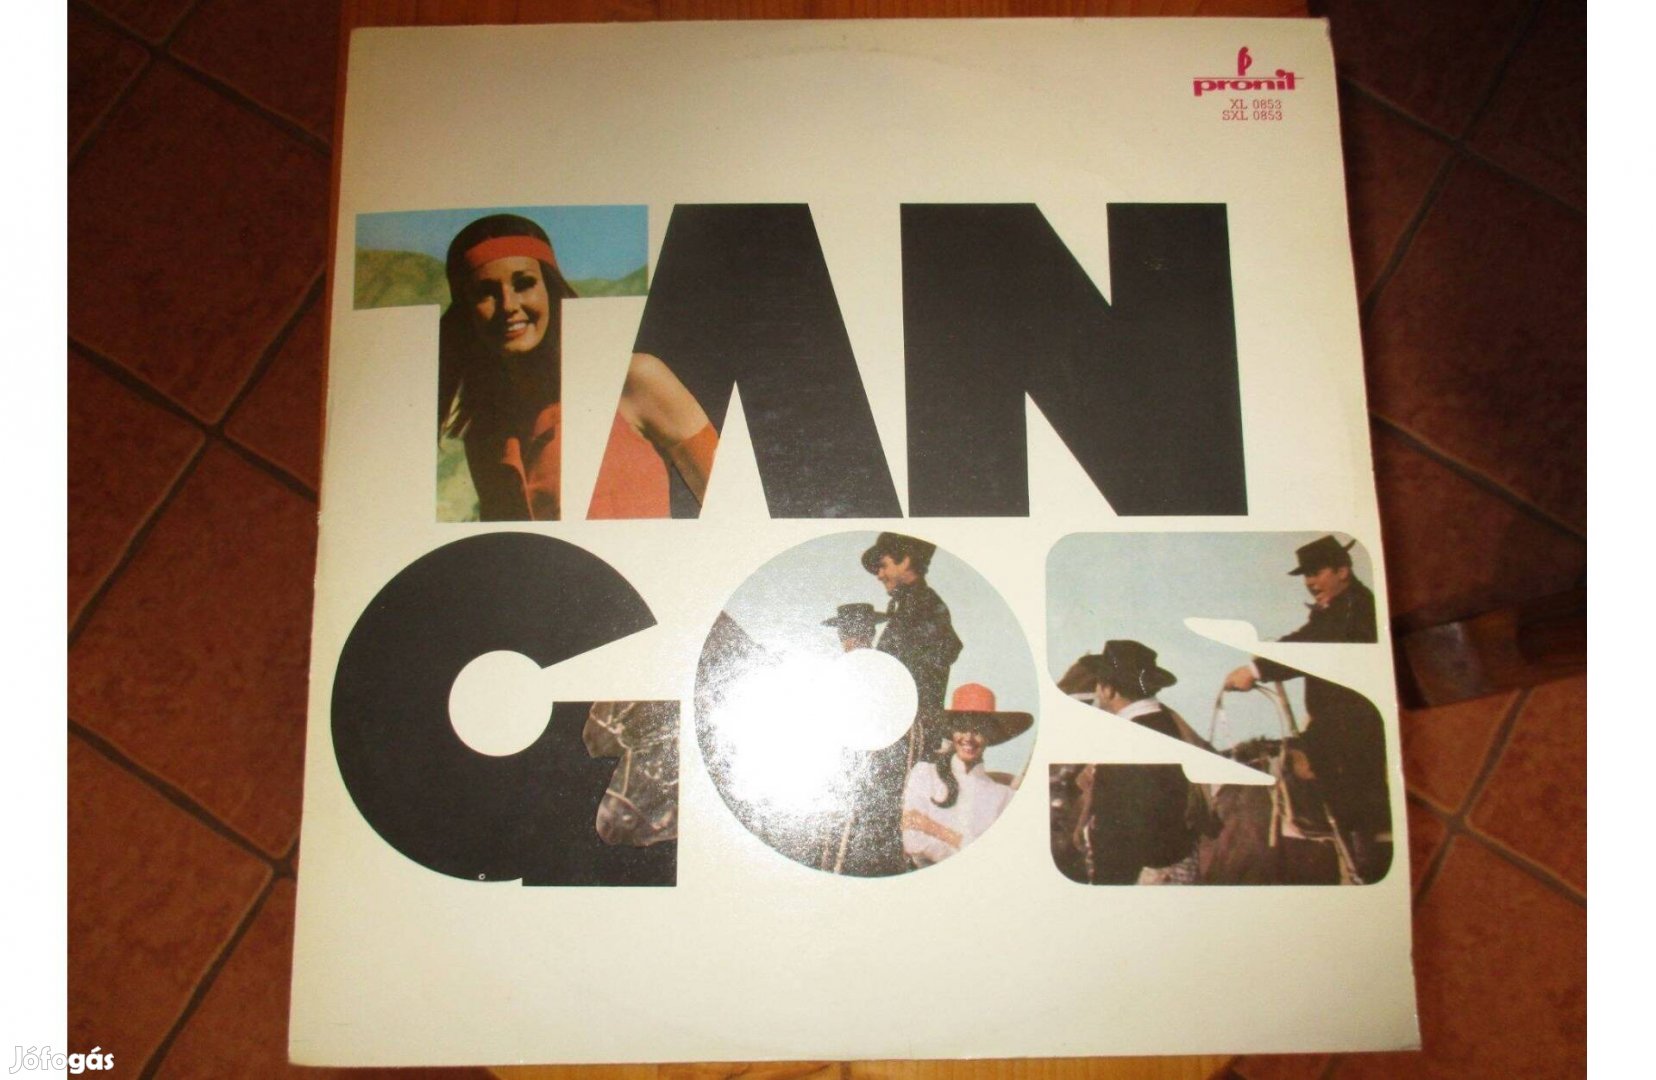 pronit
XL 0853
SXL 0853
TAN
GOS
Jófogás